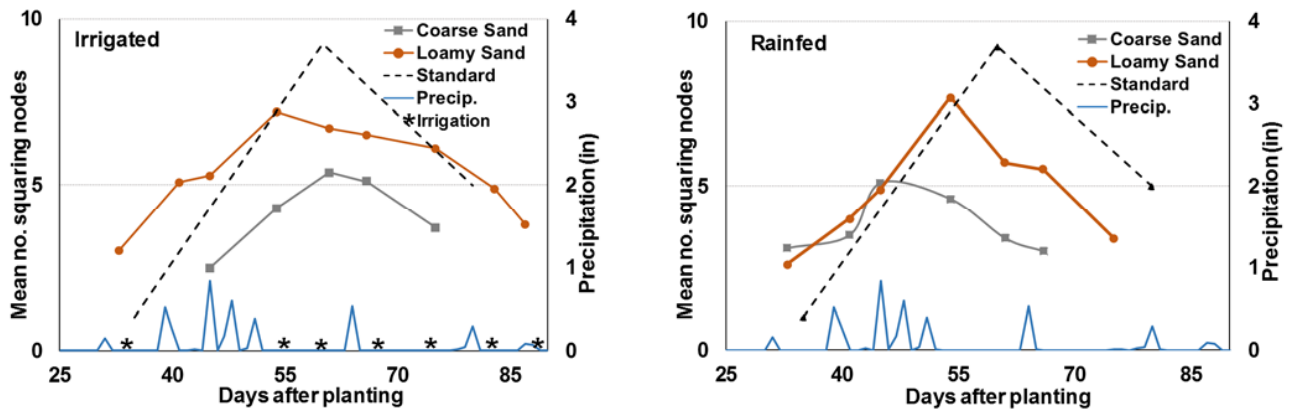 Irrigated
Coarse Sand
Loamy Sand
Standard
Precip.
*Irrigation
Mean no. squaring nodes
10
5
0
4
3
2
1
0
Precipitation (in)
* * * * * * *
25 40 55 70 85
Days after planting
Rainfed
Coarse Sand
Loamy Sand
Standard
Precip.
Mean no. squaring nodes
10
5
0
4
3
2
1
0
Precipitation (in)
25 40 55 70 85
Days after planting